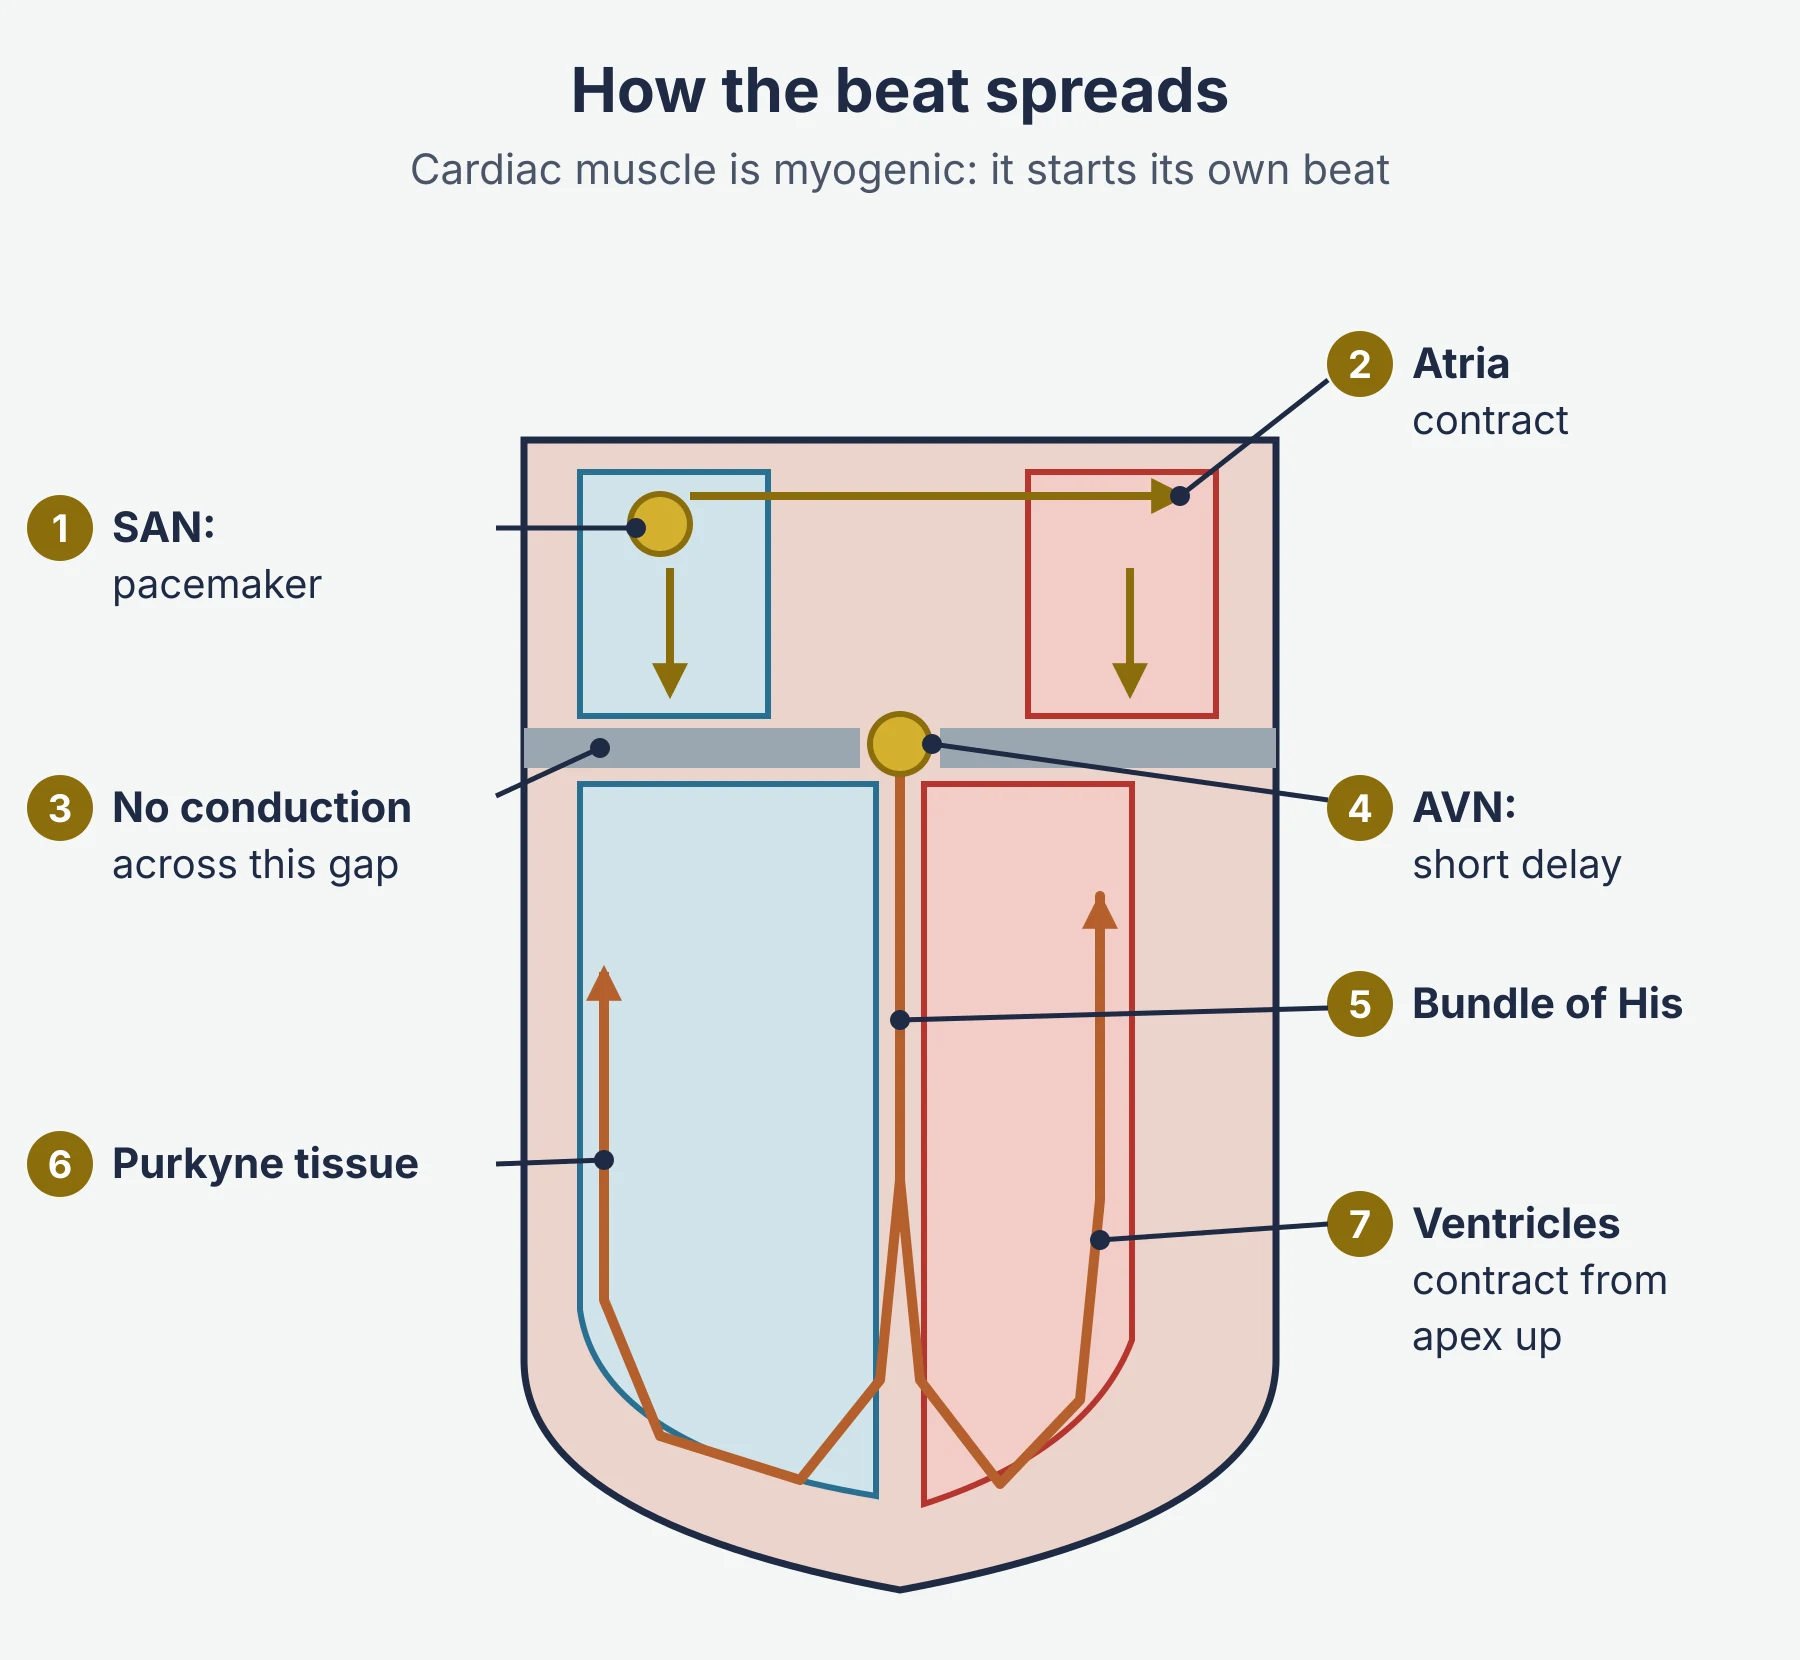 How the beat spreads
Cardiac muscle is myogenic: it starts its own beat
1 SAN:
pacemaker
2 Atria
contract
3 No conduction
across this gap
4 AVN:
short delay
5 Bundle of His
6 Purkyne tissue
7 Ventricles
contract from
apex up